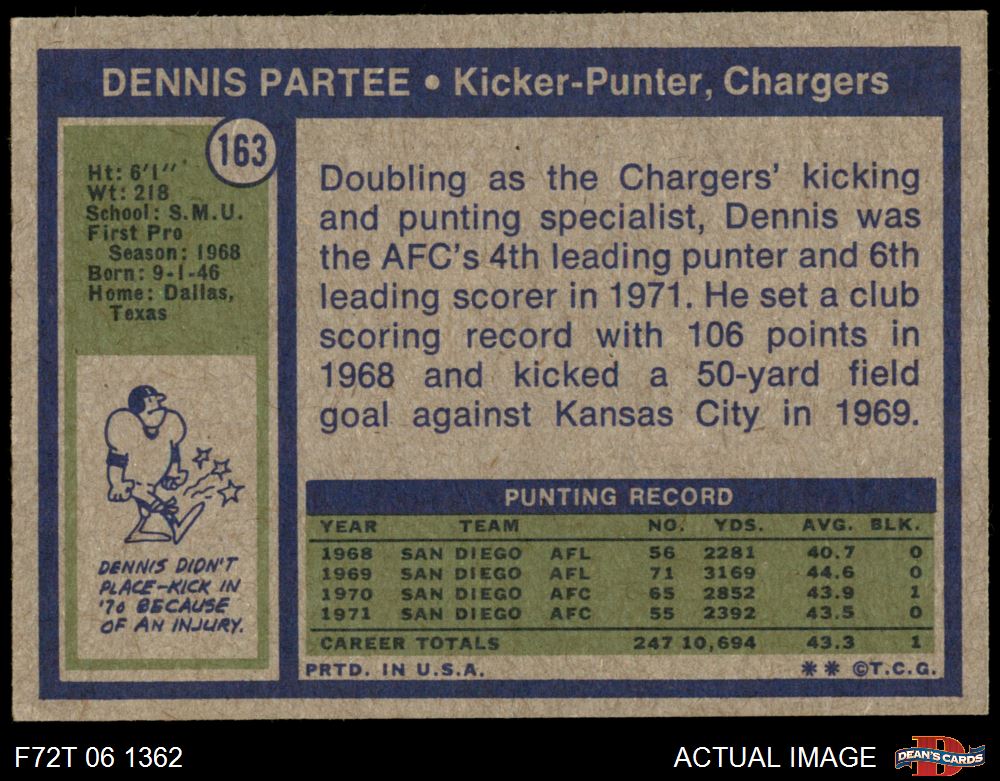 DENNIS PARTEE • Kicker-Punter, Chargers
163
Ht: 6'1"
Wt: 218
School: S.M.U.
First Pro
Season: 1968
Born: 9-1-46
Home: Dallas,
Texas
DENNIS DIDN'T
PLACE-KICK IN
'70 BECAUSE
OF AN INJURY.
Doubling as the Chargers' kicking
and punting specialist, Dennis was
the AFC's 4th leading punter and 6th
leading scorer in 1971. He set a club
scoring record with 106 points in
1968 and kicked a 50-yard field
goal against Kansas City in 1969.
PUNTING RECORD
YEAR TEAM NO. YDS. AVG. BLK.
1968 SAN DIEGO AFL 56 2281 40.7 0
1969 SAN DIEGO AFL 71 3169 44.6 0
1970 SAN DIEGO AFC 65 2852 43.9 1
1971 SAN DIEGO AFC 55 2392 43.5 0
CAREER TOTALS 247 10,694 43.3 1
PRTD. IN U.S.A. ** ©T.C.G.
F72T 06 1362 ACTUAL IMAGE
D
DEAN'S CARDS